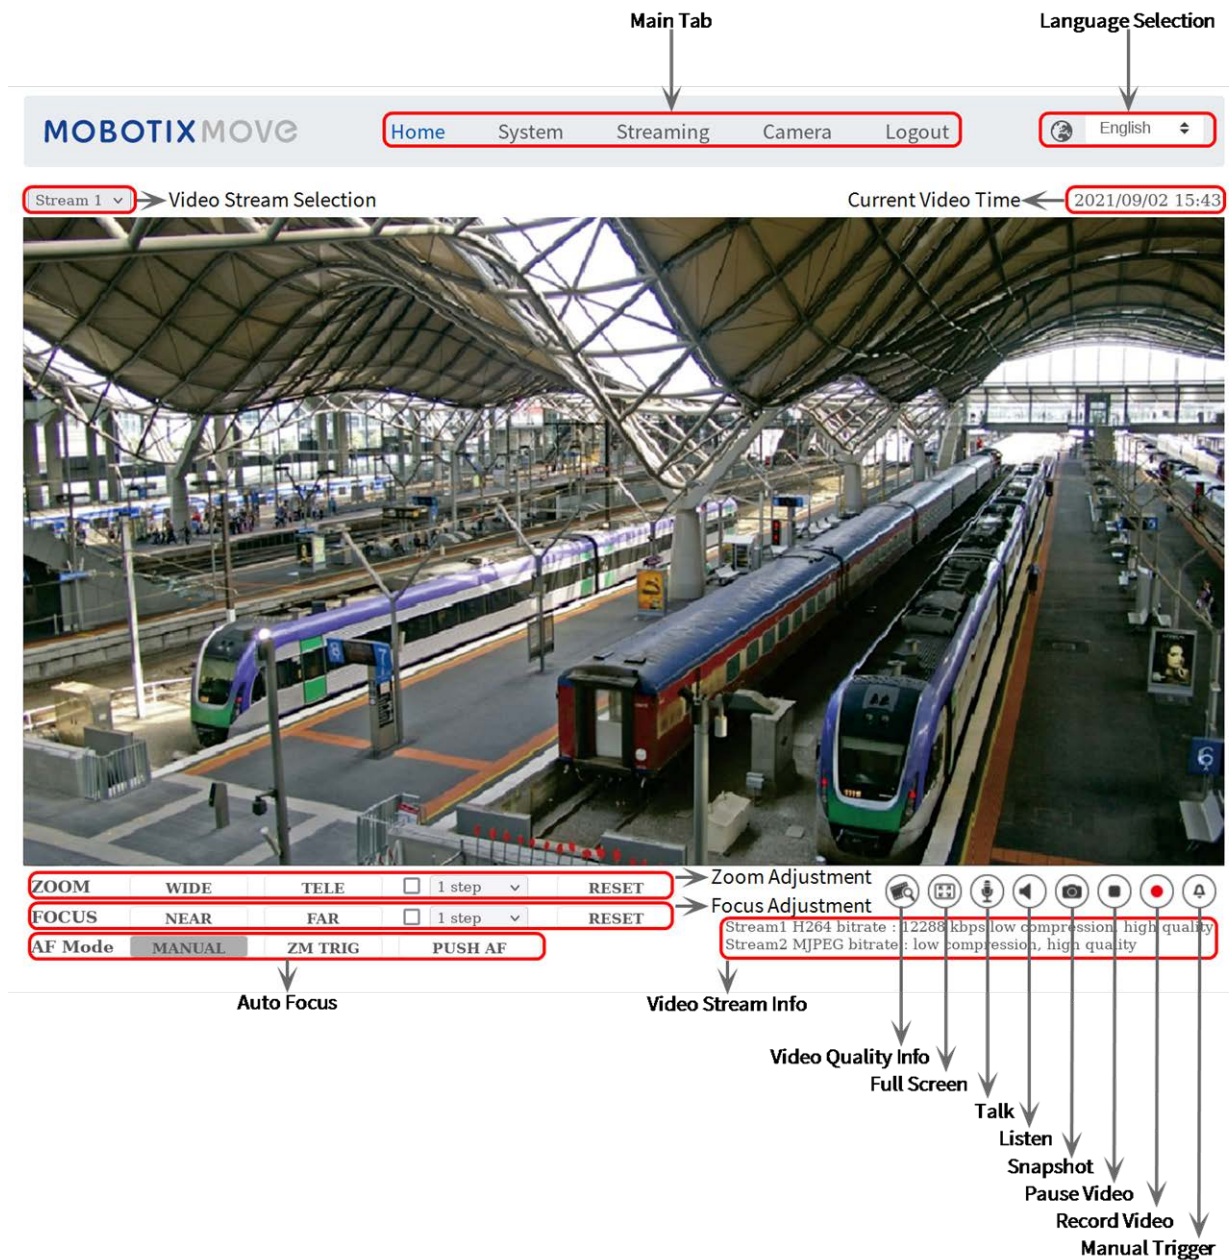 Main Tab
Language Selection
MOBOTIX MOVE
Home System Streaming Camera Logout
English
Stream 1
Video Stream Selection
Current Video Time
2021/09/02 15:43
8
7
6
ZOOM WIDE TELE 1 step RESET
Zoom Adjustment
FOCUS NEAR FAR 1 step RESET
Focus Adjustment
AF Mode MANUAL ZM TRIG PUSH AF
Stream1 H264 bitrate : 12288 kbps low compression, high quality
Stream2 MJPEG bitrate : low compression, high quality
Auto Focus
Video Stream Info
Video Quality Info
Full Screen
Talk
Listen
Snapshot
Pause Video
Record Video
Manual Trigger